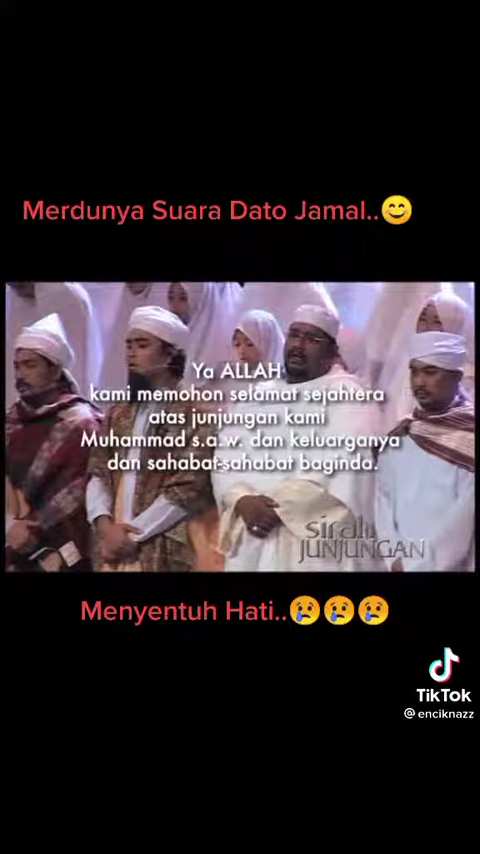 Merdunya Suara Dato Jamal..😊
Ya ALLAH
kami memohon selamat sejahtera
atas junjungan kami
Muhammad s.a.w. dan keluarganya
dan sahabat-sahabat baginda.
sirah
JUNJUNGAN
Menyentuh Hati..😢😢😢
TikTok
@enciknazz